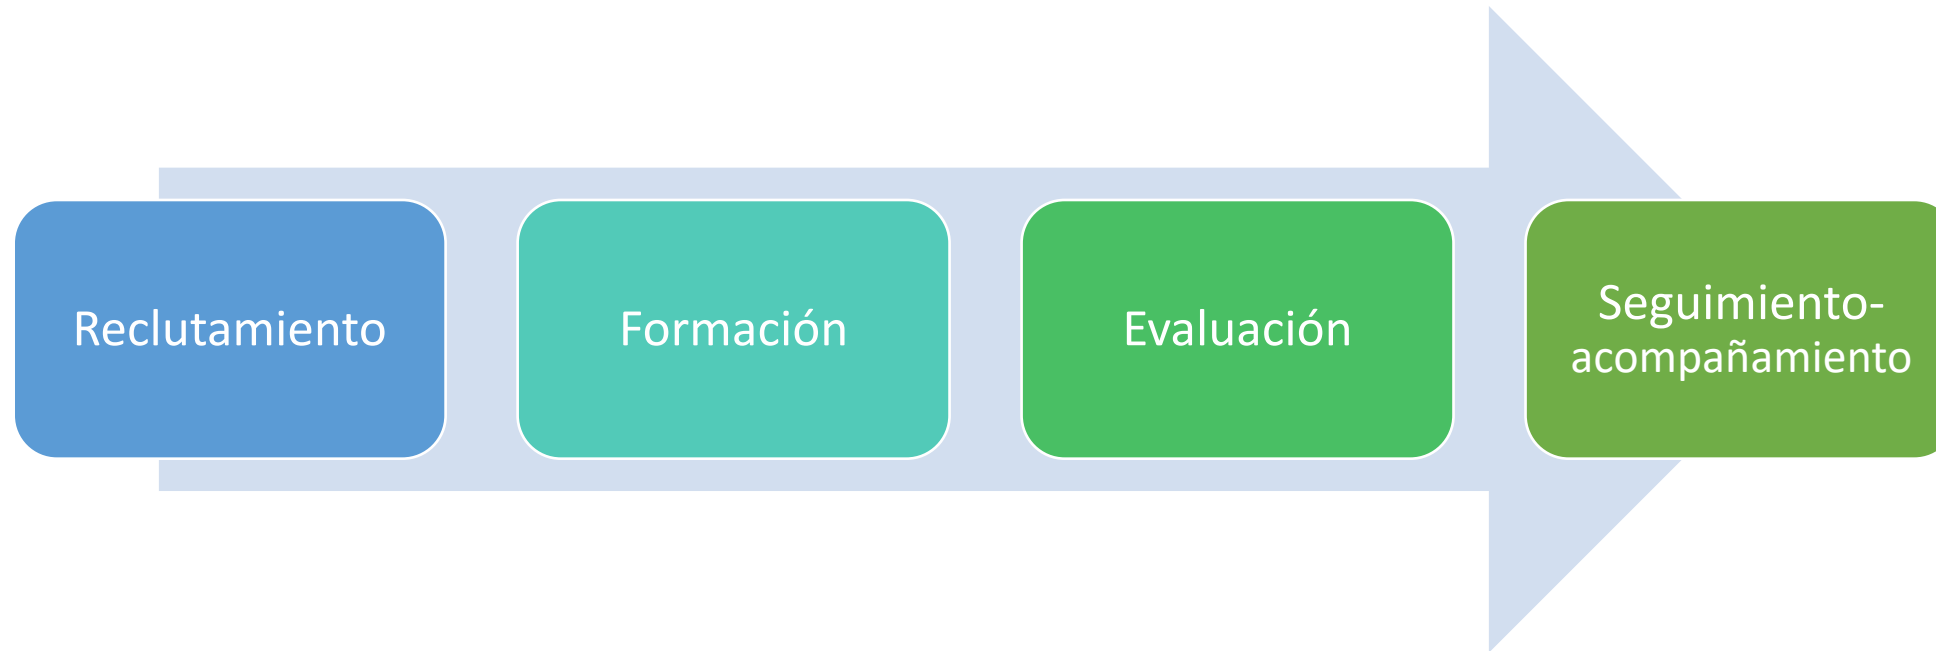 Reclutamiento
Formación
Evaluación
Seguimiento-
acompañamiento